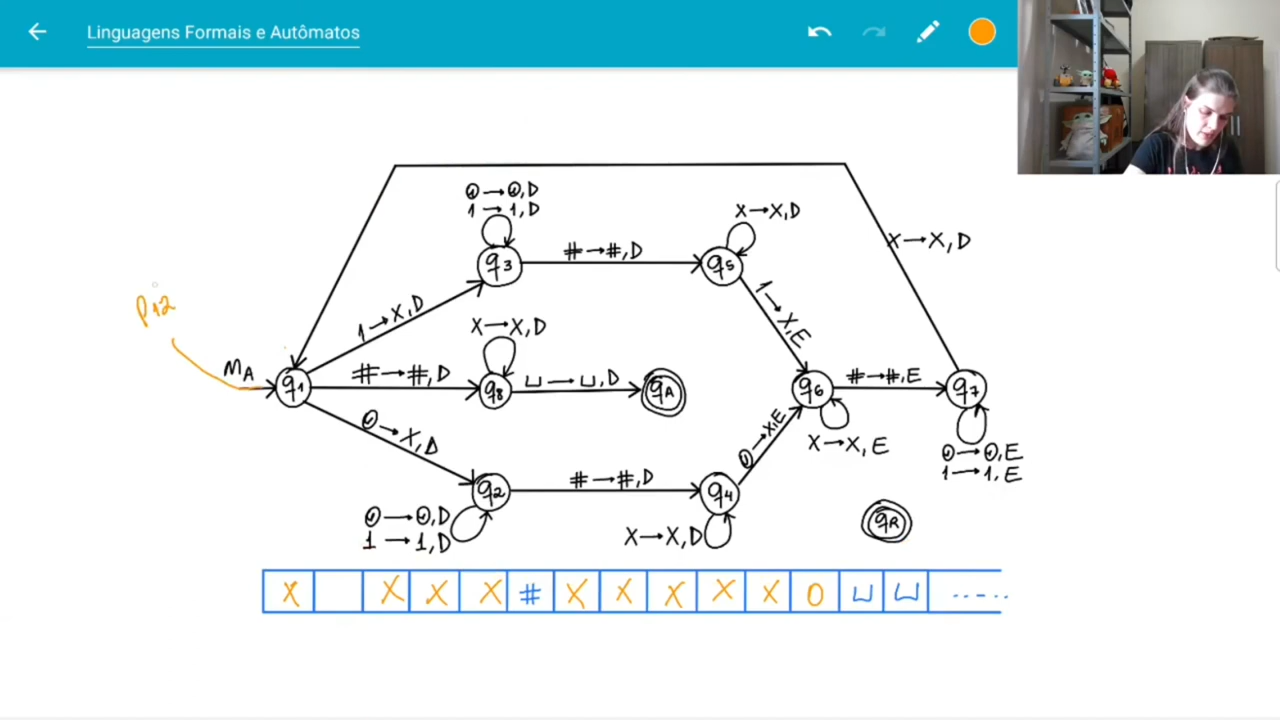 Linguagens Formais e Autômatos
0→0,D
1→1,D
X→X,D
q3
#→#,D
q5
X→X,D
P12
1→X,D
X→X,D
1→X,E
MA
q1
#→#,D
q8
⊔→⊔,D
qA
q6
#→#,E
q7
0→X,D
0→X,E
X→X,E
0→0,E
1→1,E
q2
#→#,D
q4
qR
0→0,D
1→1,D
X→X,D
X X X X # X X X X X 0 ⊔ ⊔ .....